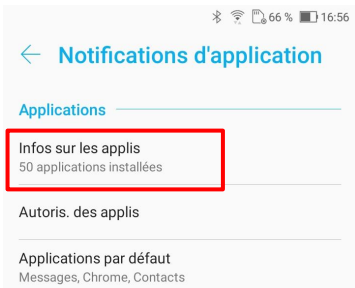 66 % 16:56
Notifications d'application
Applications
Infos sur les applis
50 applications installées
Autoris. des applis
Applications par défaut
Messages, Chrome, Contacts